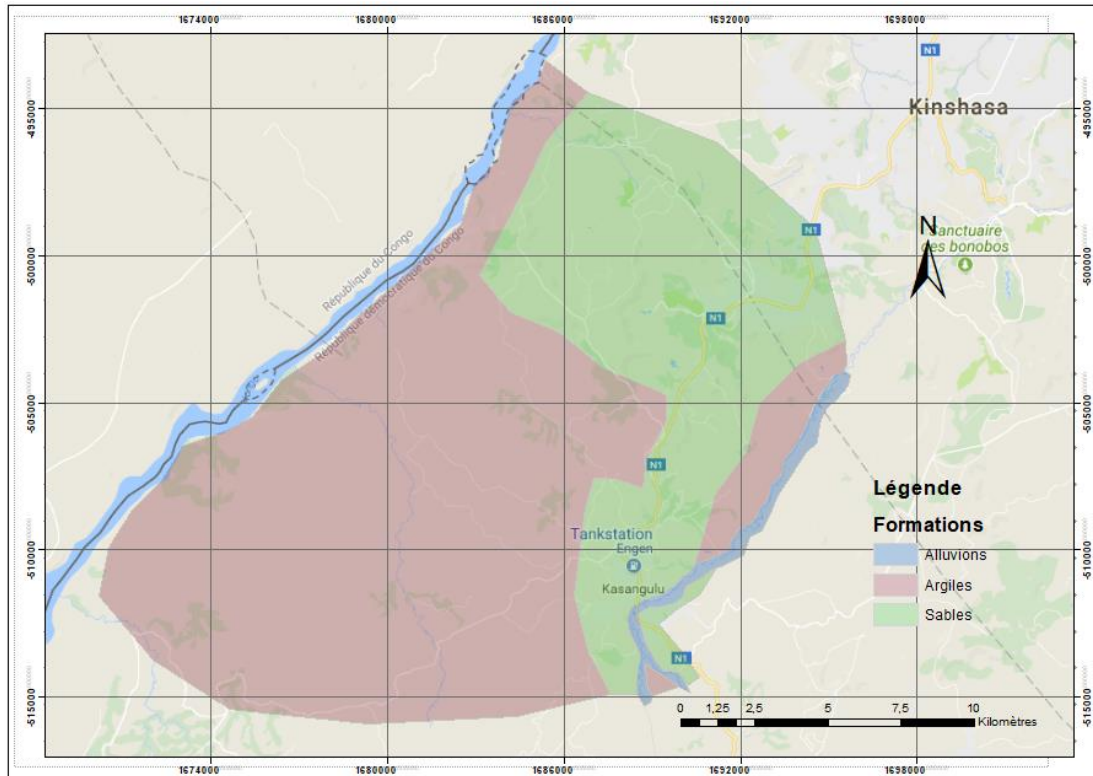 1674000 1680000 1686000 1692000 1698000
-495000 -495000
Kinshasa
N1
N1
N
Sanctuaire
des bonobos
République du Congo
République démocratique du Congo
-500000 -500000
N1
-505000 -505000
N1
Légende
Formations
Tankstation
Engen
Alluvions
-510000 -510000
Argiles
Kasangulu
Sables
N1
-515000 -515000
0 1,25 2,5 5 7,5 10
Kilomètres
1674000 1680000 1686000 1692000 1698000